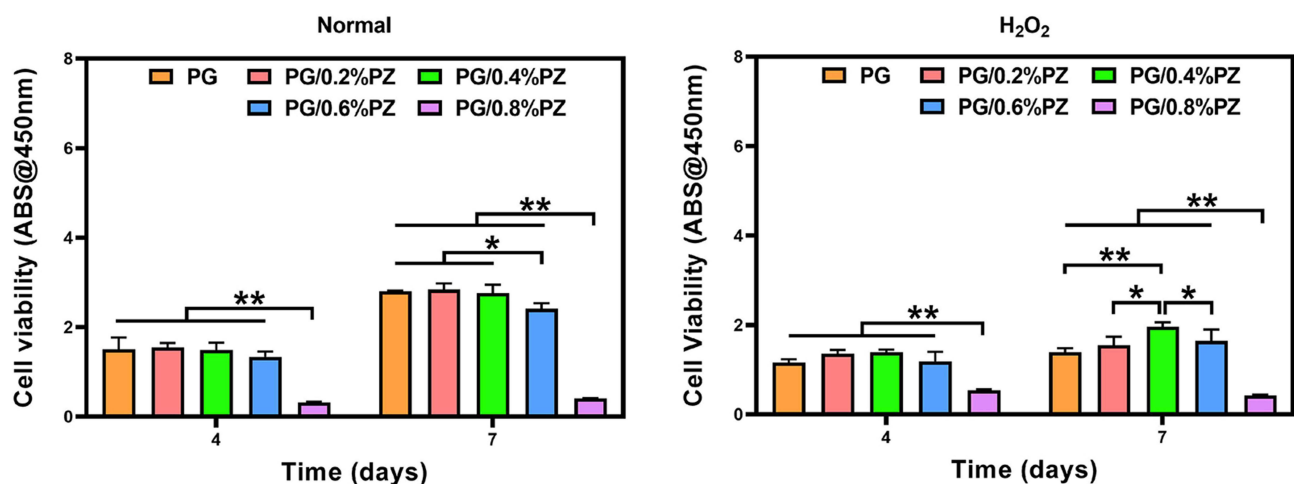 Normal
Cell viability (ABS@450nm)
8
6
4
2
0
PG PG/0.2%PZ PG/0.4%PZ
PG/0.6%PZ PG/0.8%PZ
**
**
*
4 7
Time (days)
H₂O₂
Cell Viability (ABS@450nm)
8
6
4
2
0
PG PG/0.2%PZ PG/0.4%PZ
PG/0.6%PZ PG/0.8%PZ
**
**
* *
**
4 7
Time (days)